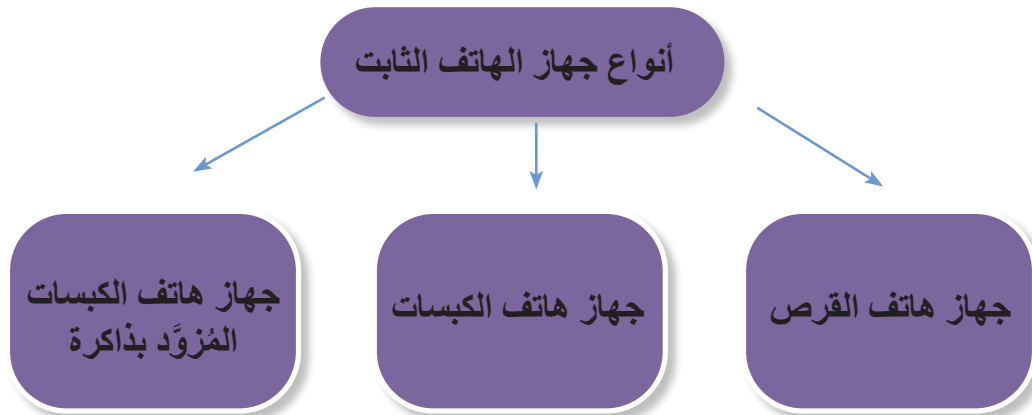 أنواع جهاز الهاتف الثابت
جهاز هاتف القرص
جهاز هاتف الكبسات
جهاز هاتف الكبسات
المُزوَّد بذاكرة